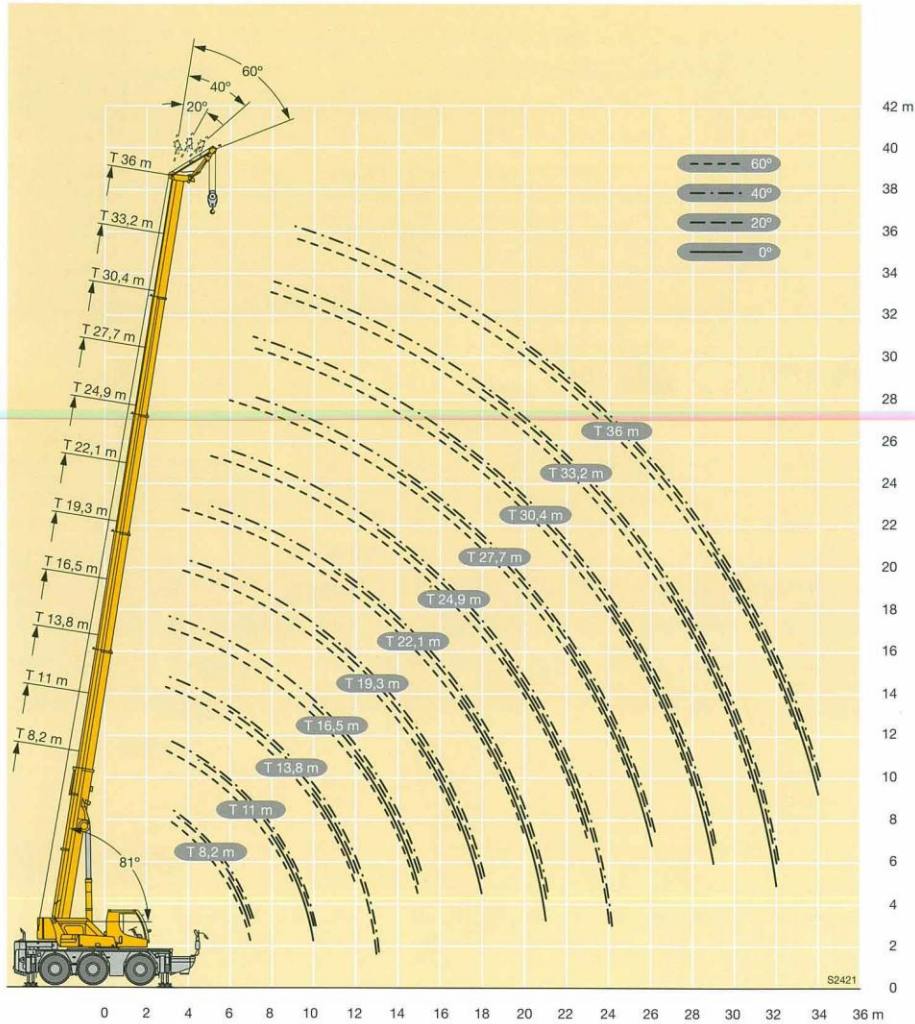 60°
40°
20°
T 36 m
T 33,2 m
T 30,4 m
T 27,7 m
T 24,9 m
T 22,1 m
T 19,3 m
T 16,5 m
T 13,8 m
T 11 m
T 8,2 m
81°
60°
40°
20°
0°
T 36 m
T 33,2 m
T 30,4 m
T 27,7 m
T 24,9 m
T 22,1 m
T 19,3 m
T 16,5 m
T 13,8 m
T 11 m
T 8,2 m
42 m
40
38
36
34
32
30
28
26
24
22
20
18
16
14
12
10
8
6
4
2
0
S2421
0 2 4 6 8 10 12 14 16 18 20 22 24 26 28 30 32 34 36 m